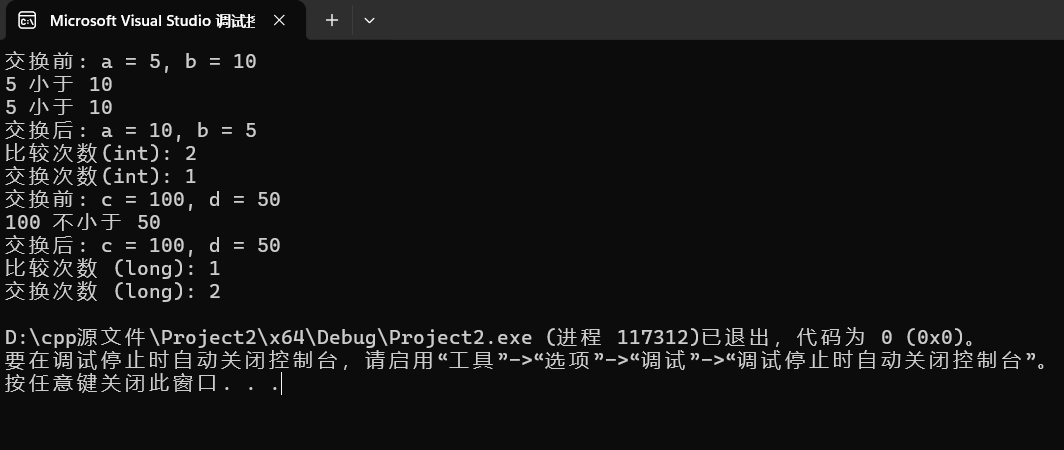 Microsoft Visual Studio 调试
交换前: a = 5, b = 10
5 小于 10
5 小于 10
交换后: a = 10, b = 5
比较次数(int): 2
交换次数(int): 1
交换前: c = 100, d = 50
100 不小于 50
交换后: c = 100, d = 50
比较次数 (long): 1
交换次数 (long): 2
D:\cpp源文件\Project2\x64\Debug\Project2.exe (进程 117312)已退出，代码为 0 (0x0)。
要在调试停止时自动关闭控制台，请启用“工具”->“选项”->“调试”->“调试停止时自动关闭控制台”。
按任意键关闭此窗口. . .